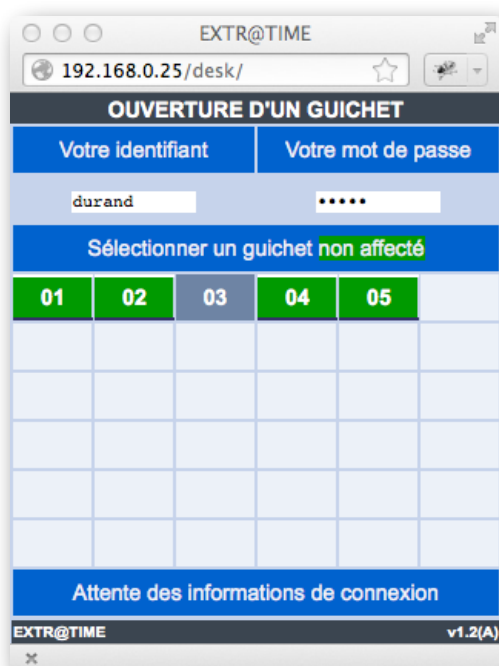 EXTR@TIME
192.168.0.25/desk/
OUVERTURE D'UN GUICHET
Votre identifiant Votre mot de passe
durand •••••
Sélectionner un guichet non affecté
01 02 03 04 05
Attente des informations de connexion
EXTR@TIME v1.2(A)